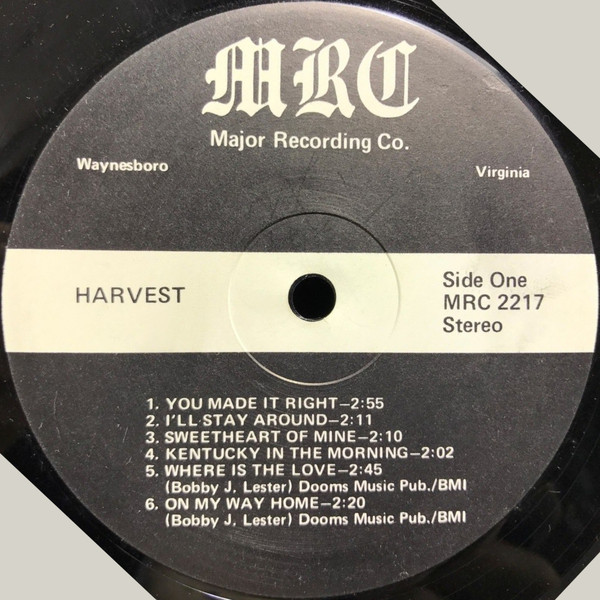 MRC
Major Recording Co.
Waynesboro
Virginia
HARVEST
Side One
MRC 2217
Stereo
1. YOU MADE IT RIGHT—2:55
2. I'LL STAY AROUND—2:11
3. SWEETHEART OF MINE—2:10
4. KENTUCKY IN THE MORNING—2:02
5. WHERE IS THE LOVE—2:45
(Bobby J. Lester) Dooms Music Pub./BMI
6. ON MY WAY HOME—2:20
(Bobby J. Lester) Dooms Music Pub./BMI